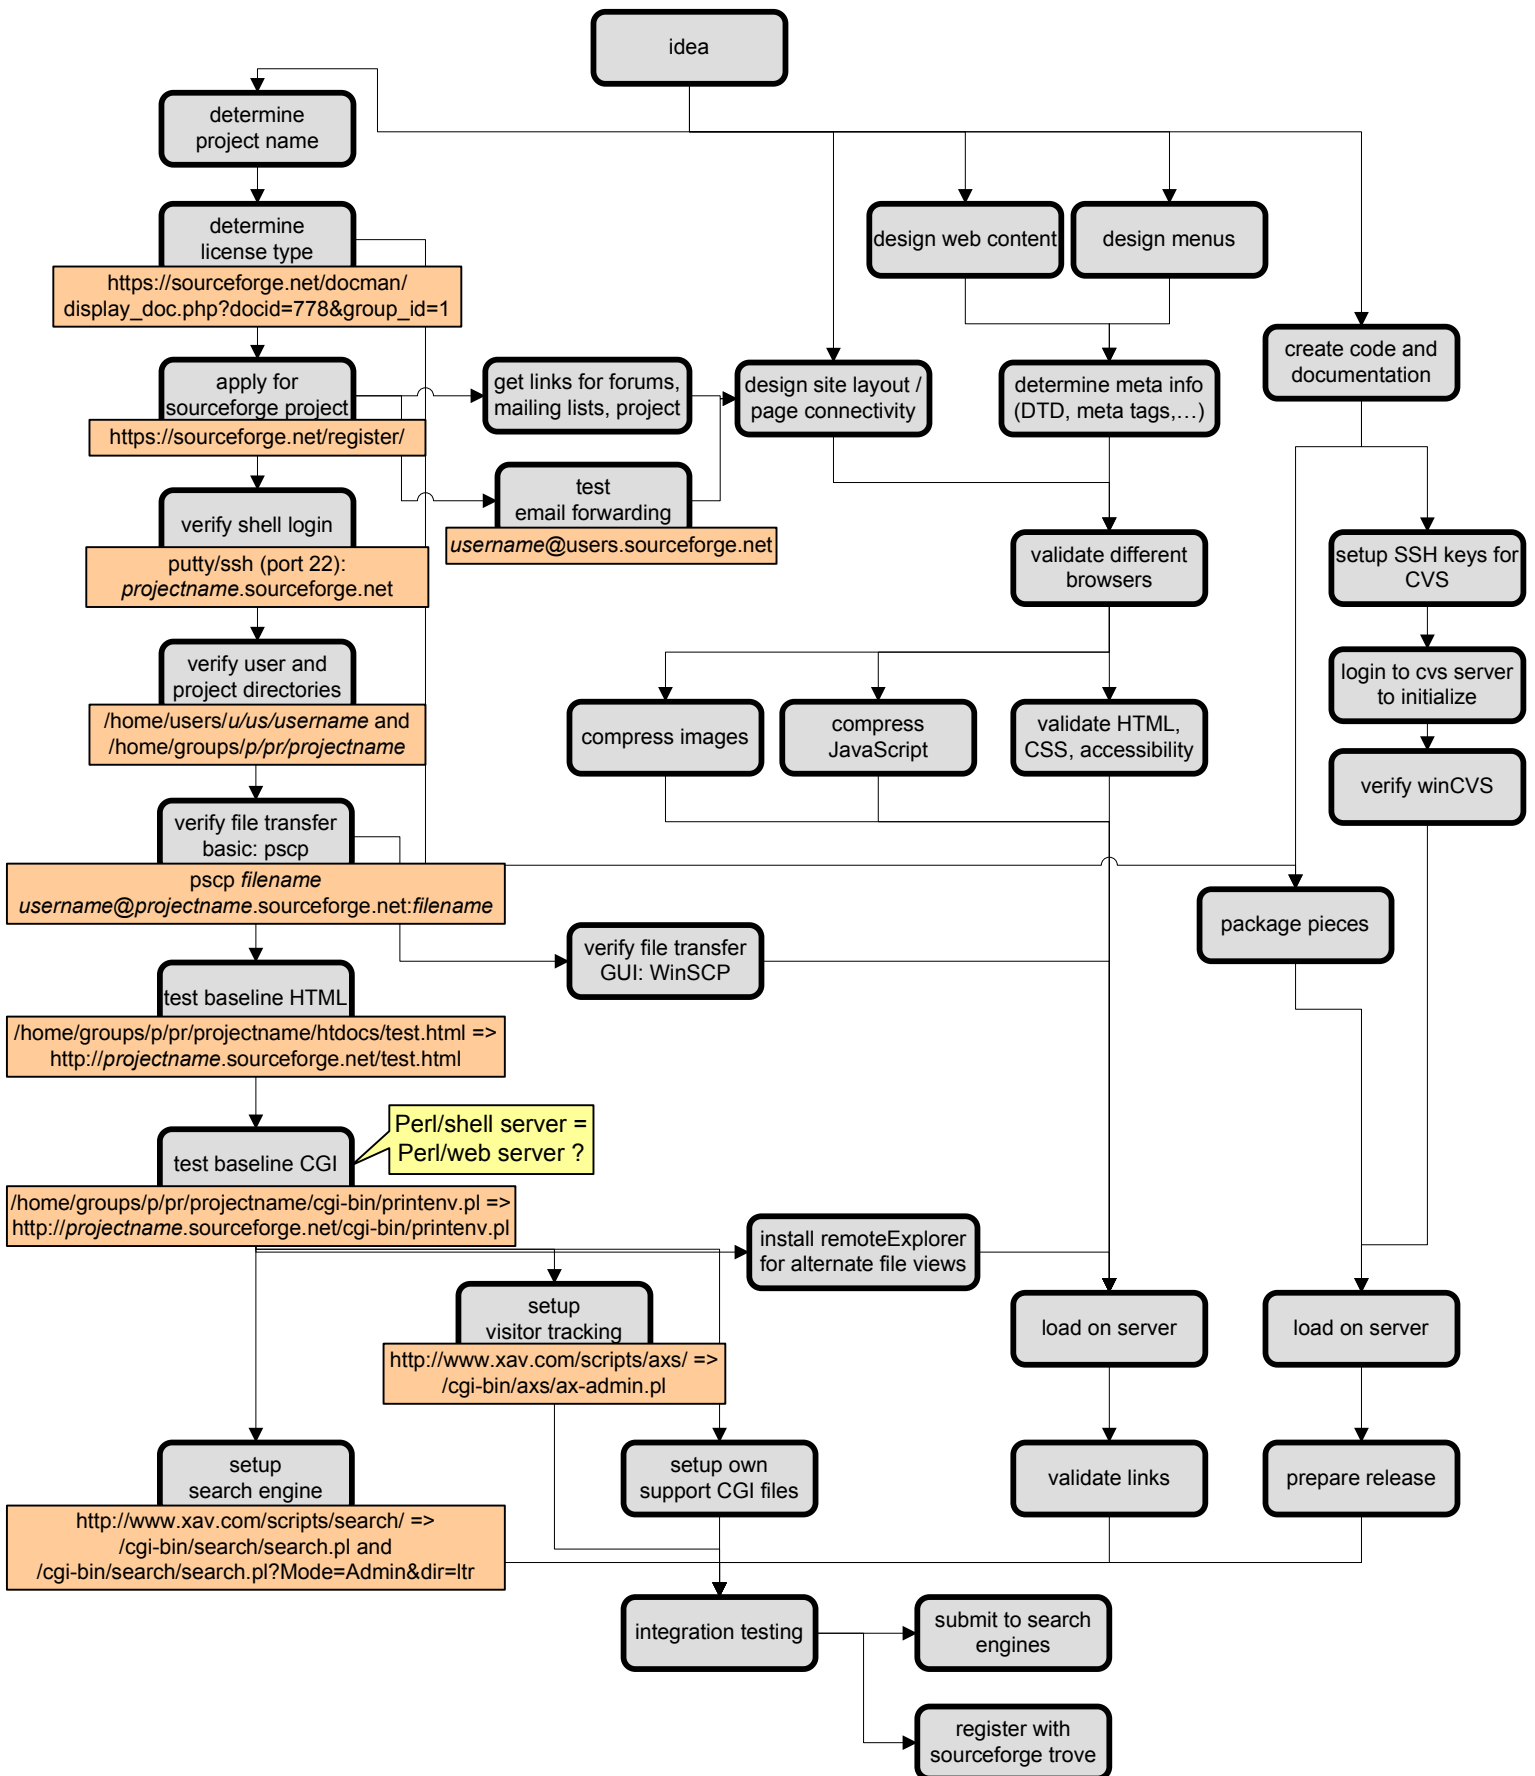 idea
determine
project name
determine
license type
https://sourceforge.net/docman/
display_doc.php?docid=778&group_id=1
design web content
design menus
apply for
sourceforge project
https://sourceforge.net/register/
get links for forums,
mailing lists, project
design site layout /
page connectivity
determine meta info
(DTD, meta tags,…)
create code and
documentation
verify shell login
putty/ssh (port 22):
projectname.sourceforge.net
test
email forwarding
username@users.sourceforge.net
validate different
browsers
setup SSH keys for
CVS
verify user and
project directories
/home/users/u/us/username and
/home/groups/p/pr/projectname
compress images
compress
JavaScript
validate HTML,
CSS, accessibility
login to cvs server
to initialize
verify winCVS
verify file transfer
basic: pscp
pscp filename
username@projectname.sourceforge.net:filename
verify file transfer
GUI: WinSCP
package pieces
test baseline HTML
/home/groups/p/pr/projectname/htdocs/test.html =>
http://projectname.sourceforge.net/test.html
Perl/shell server =
Perl/web server ?
test baseline CGI
/home/groups/p/pr/projectname/cgi-bin/printenv.pl =>
http://projectname.sourceforge.net/cgi-bin/printenv.pl
install remoteExplorer
for alternate file views
setup
visitor tracking
http://www.xav.com/scripts/axs/ =>
/cgi-bin/axs/ax-admin.pl
load on server
load on server
setup
search engine
http://www.xav.com/scripts/search/ =>
/cgi-bin/search/search.pl and
/cgi-bin/search/search.pl?Mode=Admin&dir=ltr
setup own
support CGI files
validate links
prepare release
integration testing
submit to search
engines
register with
sourceforge trove